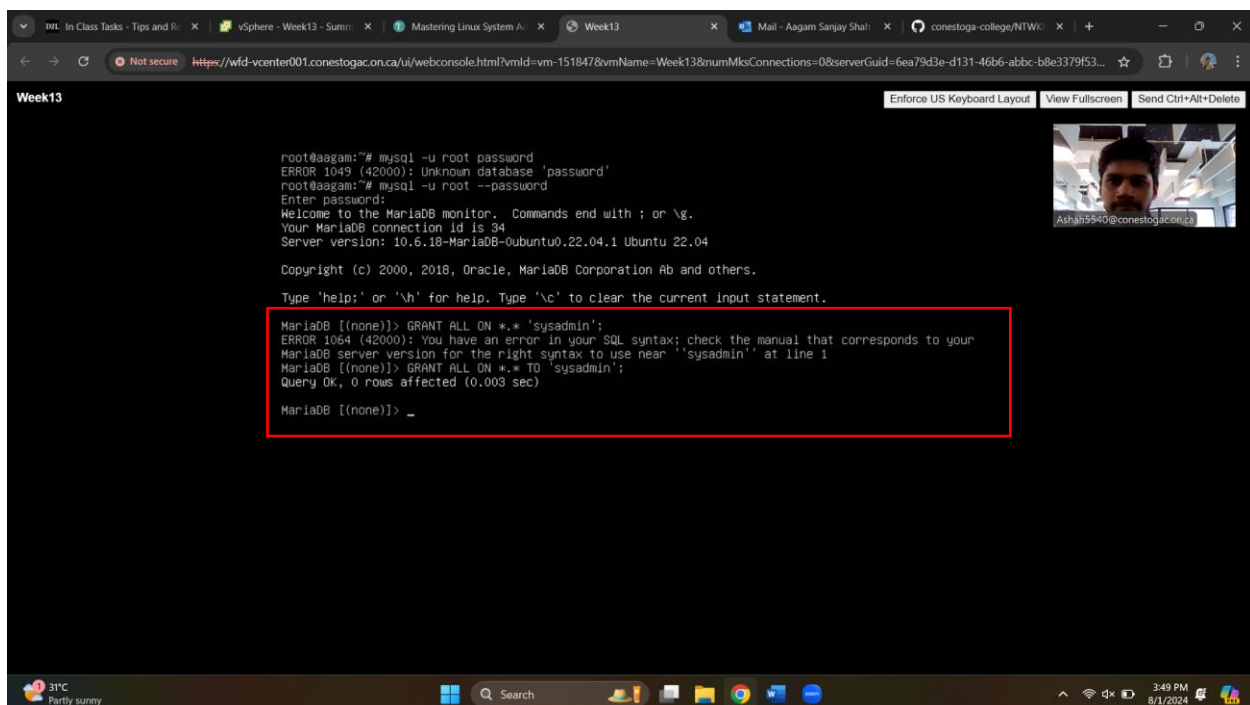 In Class Tasks - Tips and Re
vSphere - Week13 - Summ
Mastering Linux System Ad
Week13
Mail - Aagam Sanjay Shah
conestoga-college/NTWK
Not secure
https://wfd-vcenter001.conestogac.on.ca/ui/webconsole.html?vmId=vm-151847&vmName=Week13&numMksConnections=0&serverGuid=6ea79d3e-d131-46b6-abbc-b8e3379f53...
Week13
Enforce US Keyboard Layout
View Fullscreen
Send Ctrl+Alt+Delete
Ashah5540@conestogac.on.ca
root@aagam:~# mysql -u root password
ERROR 1049 (42000): Unknown database 'password'
root@aagam:~# mysql -u root --password
Enter password:
Welcome to the MariaDB monitor.  Commands end with ; or \g.
Your MariaDB connection id is 34
Server version: 10.6.18-MariaDB-0ubuntu0.22.04.1 Ubuntu 22.04
Copyright (c) 2000, 2018, Oracle, MariaDB Corporation Ab and others.
Type 'help;' or '\h' for help. Type '\c' to clear the current input statement.
MariaDB [(none)]> GRANT ALL ON *.* 'sysadmin';
ERROR 1064 (42000): You have an error in your SQL syntax; check the manual that corresponds to your
MariaDB server version for the right syntax to use near ''sysadmin'' at line 1
MariaDB [(none)]> GRANT ALL ON *.* TO 'sysadmin';
Query OK, 0 rows affected (0.003 sec)
MariaDB [(none)]> _
31°C
Partly sunny
Search
3:49 PM
8/1/2024